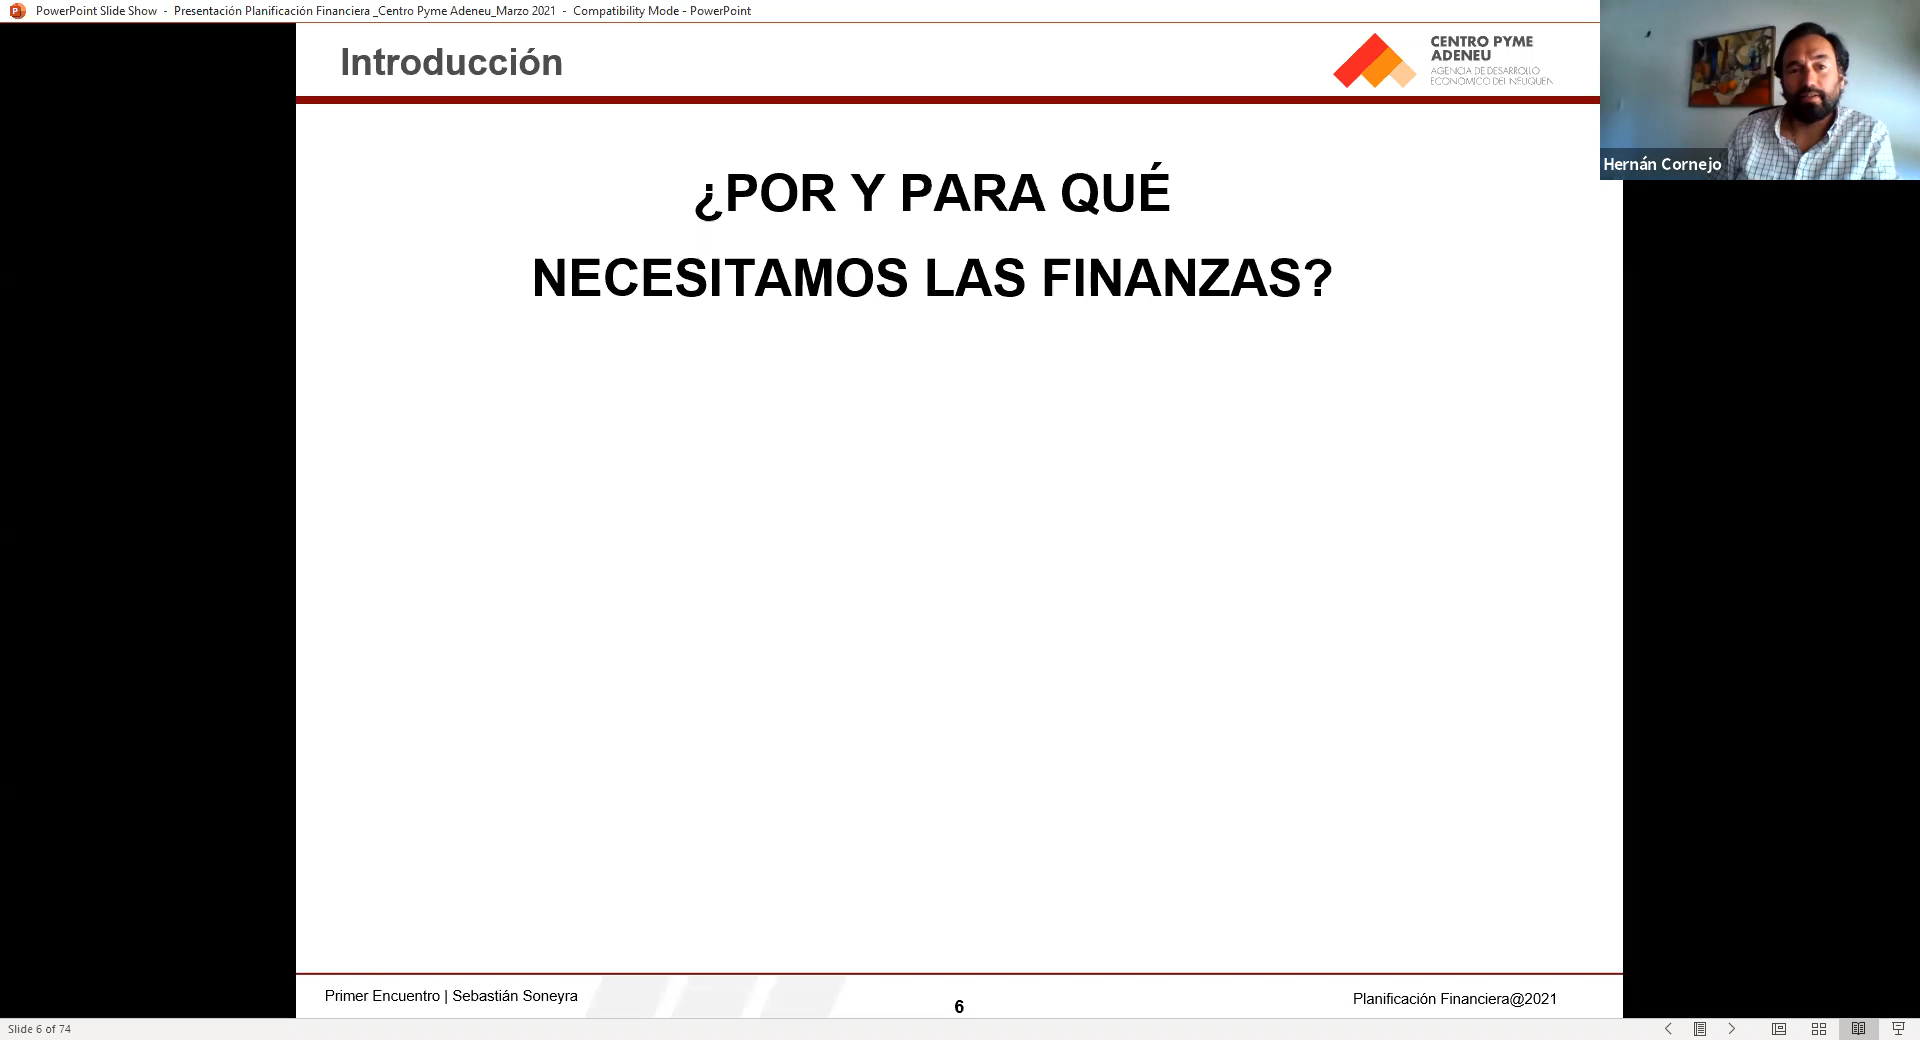 PowerPoint Slide Show - Presentación Planificación Financiera _Centro Pyme Adeneu_Marzo 2021 - Compatibility Mode - PowerPoint
Introducción
CENTRO PYME
ADENEU
AGENCIA DE DESARROLLO
ECONOMICO DEL NEUQUEN
Hernán Cornejo
¿POR Y PARA QUÉ
NECESITAMOS LAS FINANZAS?
Primer Encuentro | Sebastián Soneyra
6
Planificación Financiera@2021
Slide 6 of 74